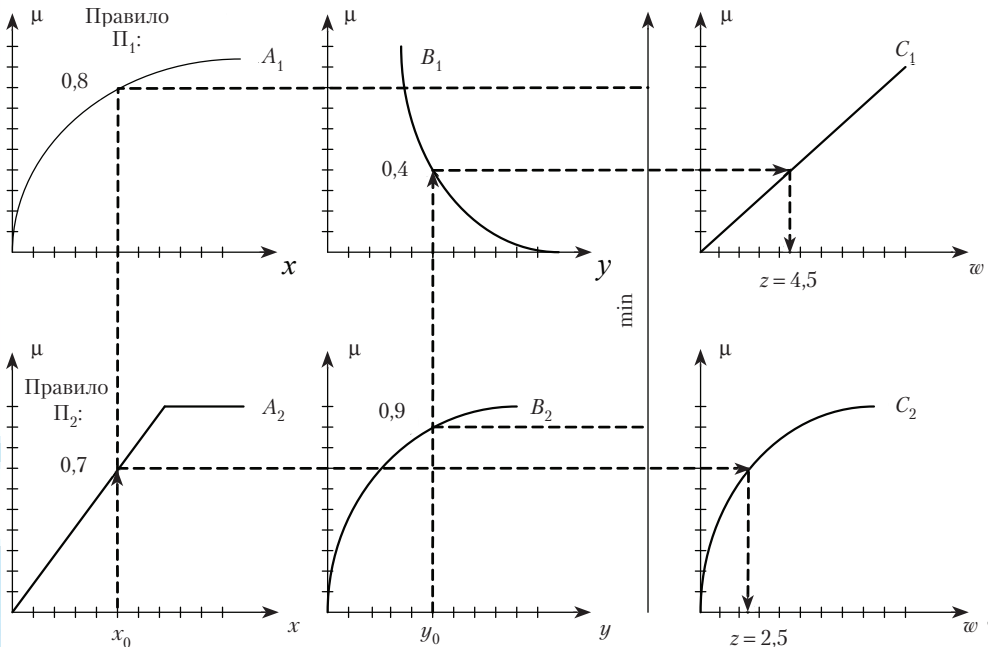 μ
Правило
П₁:
A₁
0,8
x
μ
B₁
0,4
y
μ
C₁
z = 4,5
w
min
μ
Правило
П₂:
A₂
0,7
x₀
x
μ
0,9
B₂
y₀
y
μ
C₂
z = 2,5
w